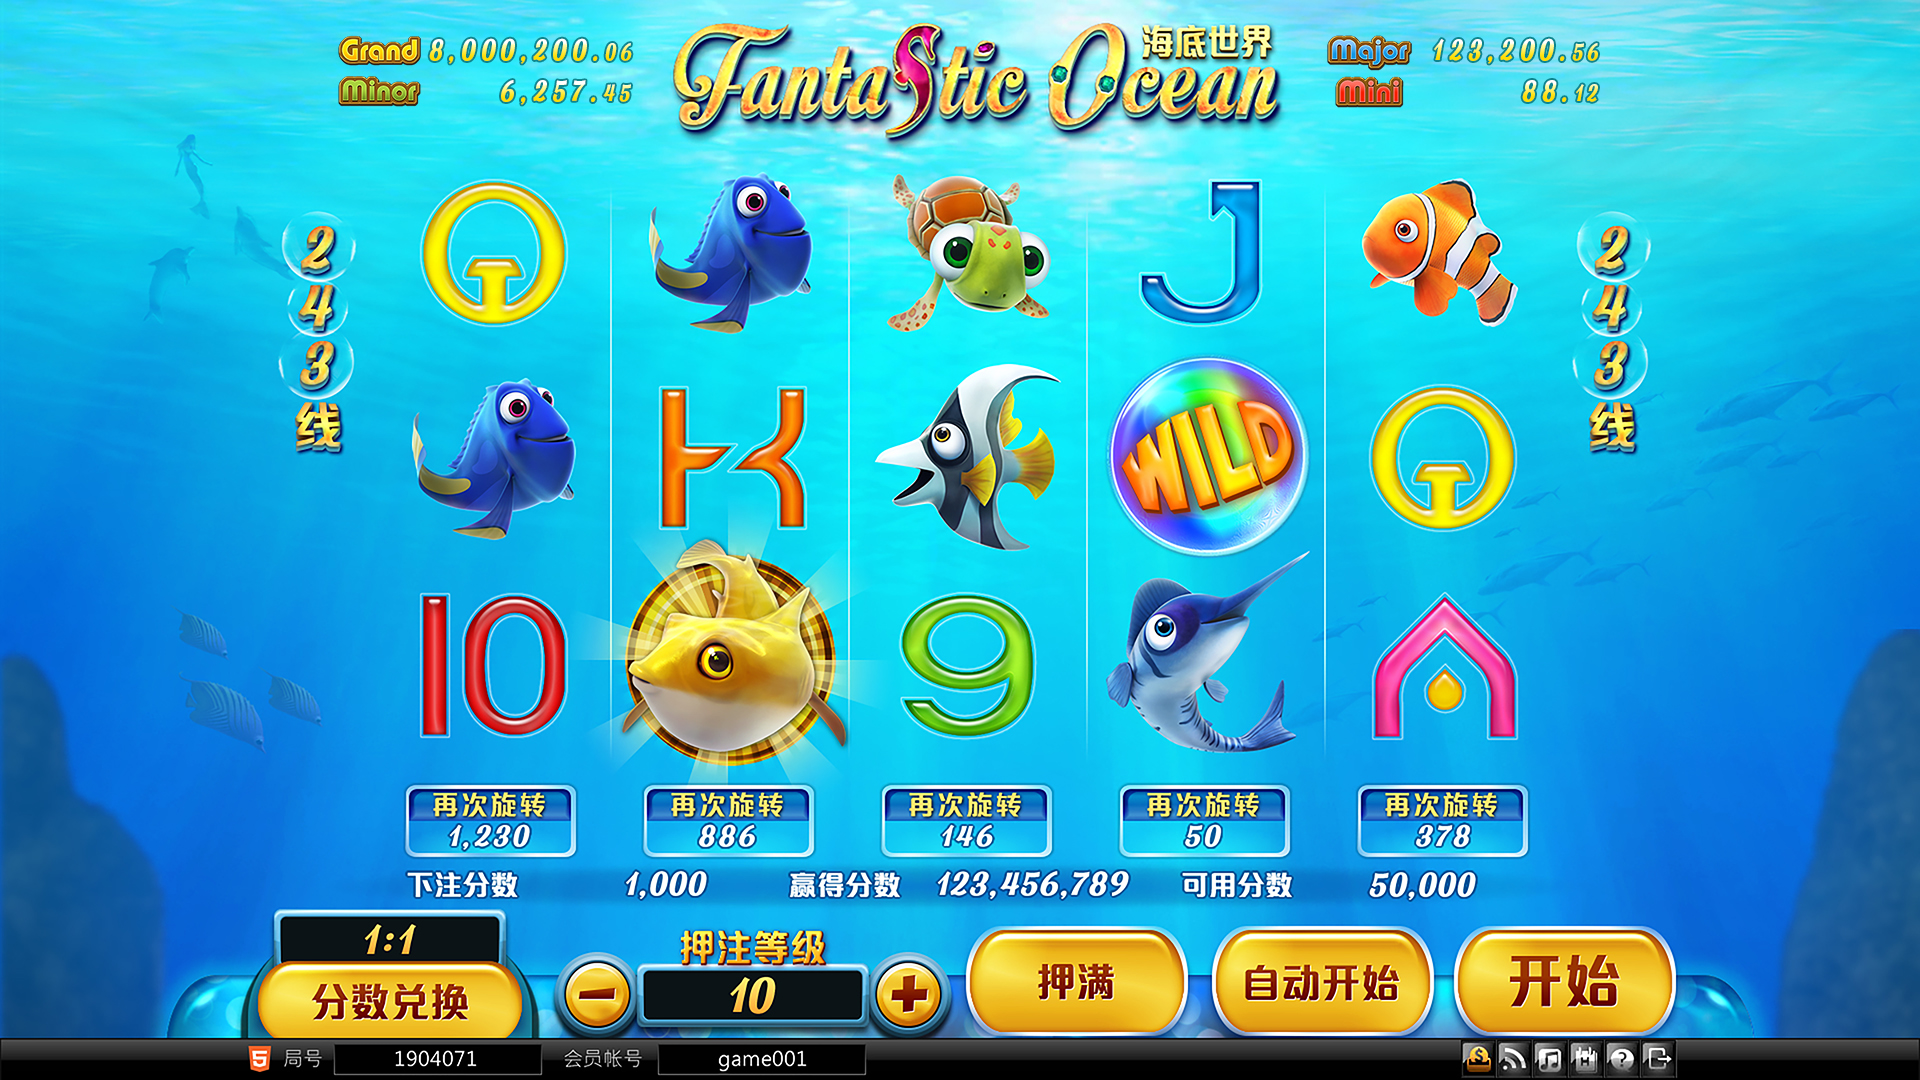 Grand 8,000,200.06
Minor 6,257.45
Fantastic Ocean
海底世界
Major 123,200.56
Mini 88.12
243线
243线
Q
J
K
WILD
Q
10
9
A
再次旋转 再次旋转 再次旋转 再次旋转 再次旋转
1,230 886 146 50 378
下注分数 1,000 赢得分数 123,456,789 可用分数 50,000
1:1
分数兑换
押注等级
− 10 +
押满
自动开始
开始
5 局号 1904071 会员帐号 game001
$ H ?